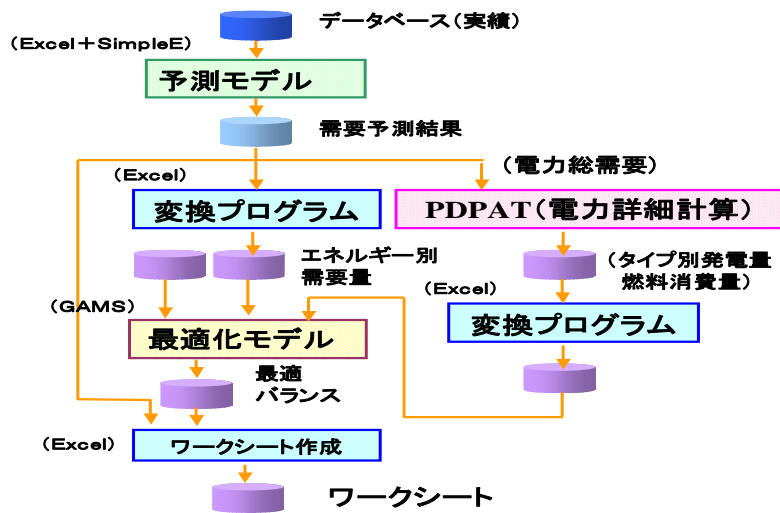 データベース(実績)
(Excel+SimpleE)
予測モデル
需要予測結果
(電力総需要)
(Excel)
変換プログラム
PDPAT(電力詳細計算)
エネルギー別
需要量
(タイプ別発電量
燃料消費量)
(Excel)
(GAMS)
最適化モデル
変換プログラム
最適
バランス
(Excel)
ワークシート作成
ワークシート